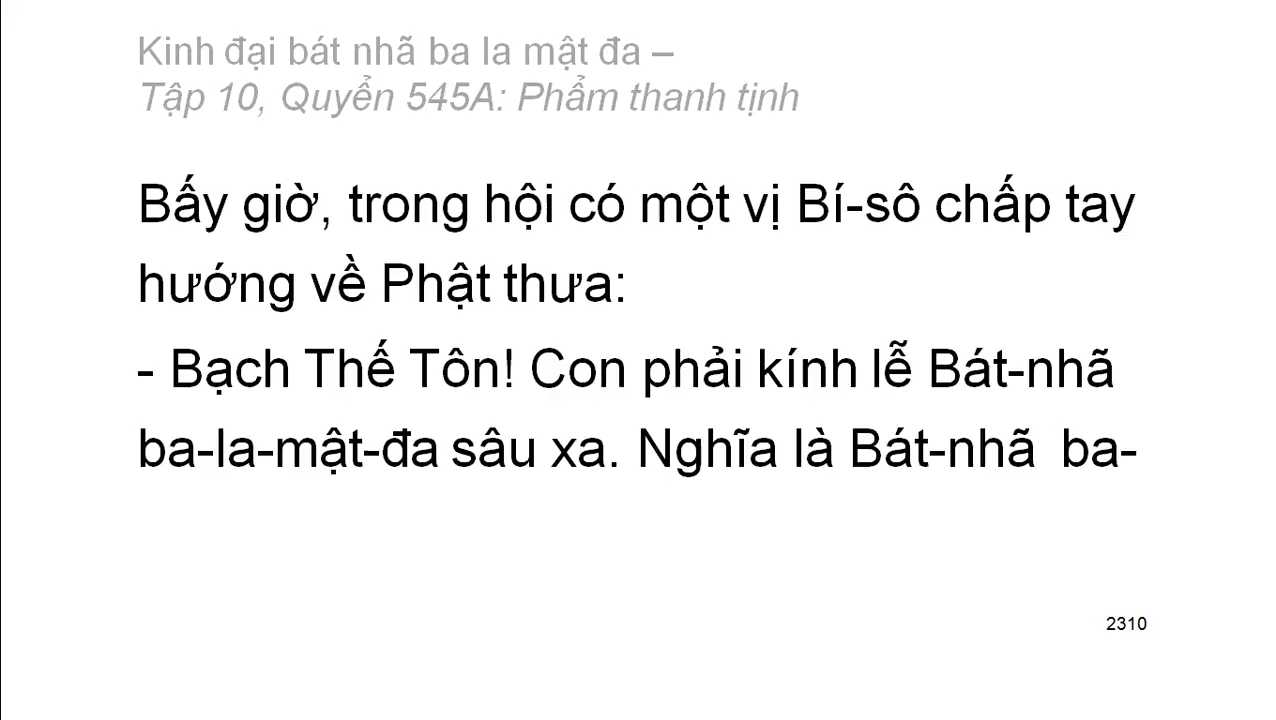 Kinh đại bát nhã ba la mật đa –
Tập 10, Quyển 545A: Phẩm thanh tịnh
Bấy giờ, trong hội có một vị Bí-sô chấp tay
hướng về Phật thưa:
- Bạch Thế Tôn! Con phải kính lễ Bát-nhã
ba-la-mật-đa sâu xa. Nghĩa là Bát-nhã ba-
2310